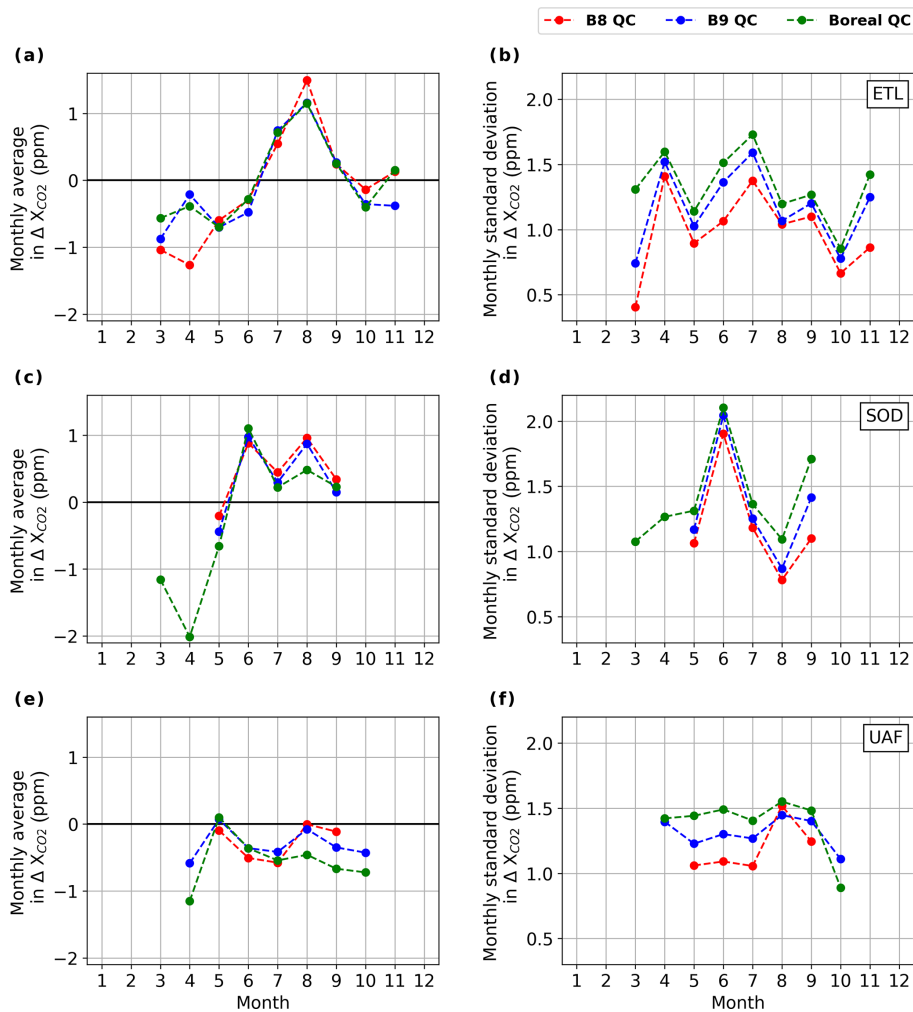 B8 QC B9 QC Boreal QC
(a) (b)
Monthly average
in Δ X_CO2 (ppm)
1
0
−1
−2
1 2 3 4 5 6 7 8 9 10 11 12
Monthly standard deviation
in Δ X_CO2 (ppm)
2.0
1.5
1.0
0.5
1 2 3 4 5 6 7 8 9 10 11 12
ETL
(c) (d)
Monthly average
in Δ X_CO2 (ppm)
1
0
−1
−2
1 2 3 4 5 6 7 8 9 10 11 12
Monthly standard deviation
in Δ X_CO2 (ppm)
2.0
1.5
1.0
0.5
1 2 3 4 5 6 7 8 9 10 11 12
SOD
(e) (f)
Monthly average
in Δ X_CO2 (ppm)
1
0
−1
−2
1 2 3 4 5 6 7 8 9 10 11 12
Month
Monthly standard deviation
in Δ X_CO2 (ppm)
2.0
1.5
1.0
0.5
1 2 3 4 5 6 7 8 9 10 11 12
Month
UAF